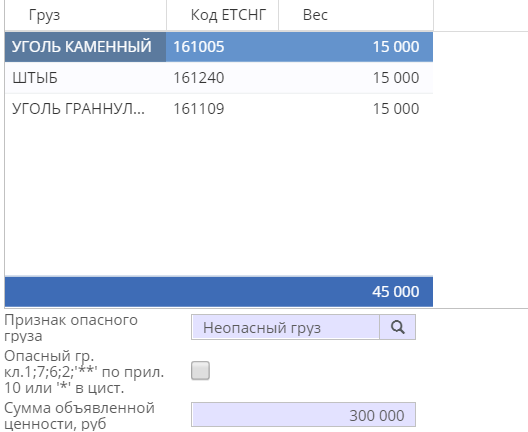 Груз Код ЕТСНГ Вес
УГОЛЬ КАМЕННЫЙ 161005 15 000
ШТЫБ 161240 15 000
УГОЛЬ ГРАННУЛ... 161109 15 000
45 000
Признак опасного
груза
Неопасный груз
Опасный гр.
кл.1;7;6;2;'**' по прил.
10 или '*' в цист.
Сумма объявленной
ценности, руб
300 000